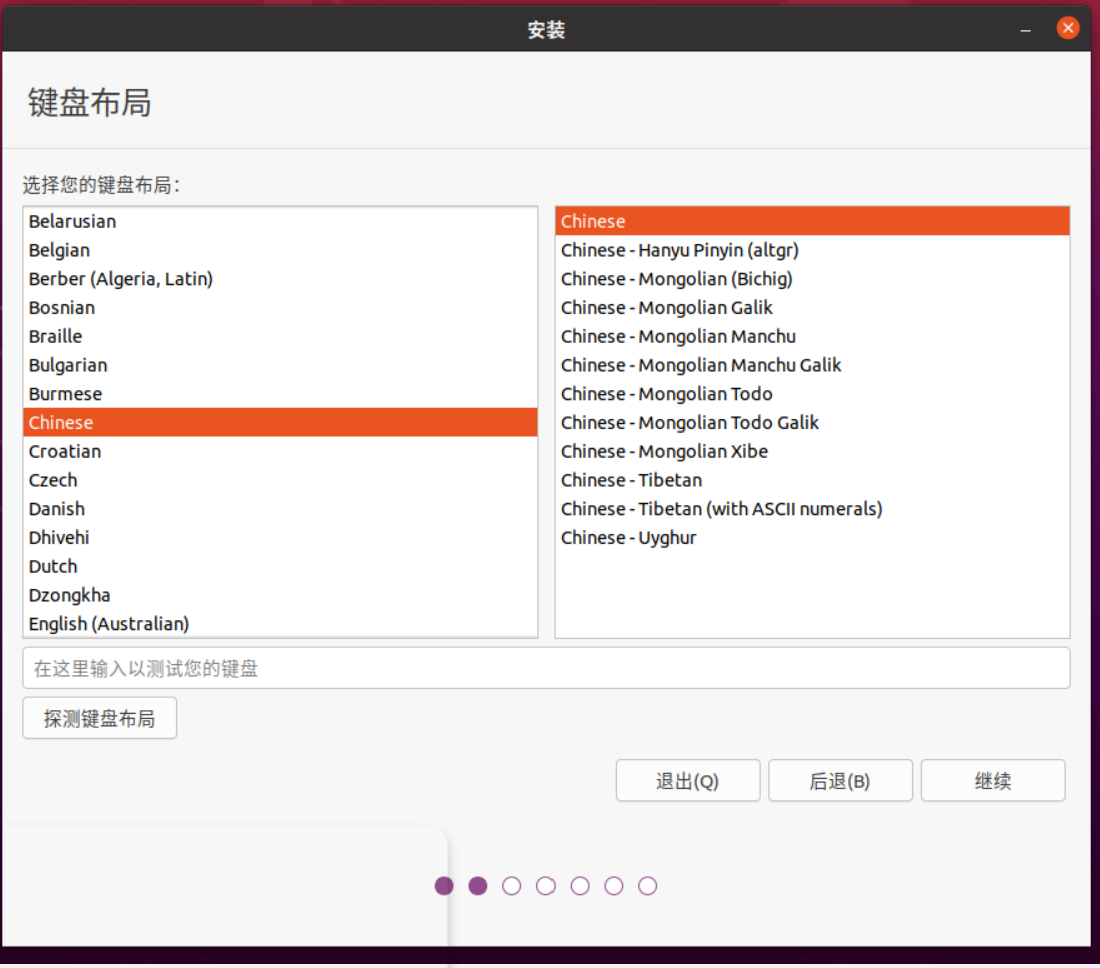 安装
键盘布局
选择您的键盘布局：
Belarusian
Belgian
Berber (Algeria, Latin)
Bosnian
Braille
Bulgarian
Burmese
Chinese
Croatian
Czech
Danish
Dhivehi
Dutch
Dzongkha
English (Australian)
Chinese
Chinese - Hanyu Pinyin (altgr)
Chinese - Mongolian (Bichig)
Chinese - Mongolian Galik
Chinese - Mongolian Manchu
Chinese - Mongolian Manchu Galik
Chinese - Mongolian Todo
Chinese - Mongolian Todo Galik
Chinese - Mongolian Xibe
Chinese - Tibetan
Chinese - Tibetan (with ASCII numerals)
Chinese - Uyghur
在这里输入以测试您的键盘
探测键盘布局
退出(Q)
后退(B)
继续